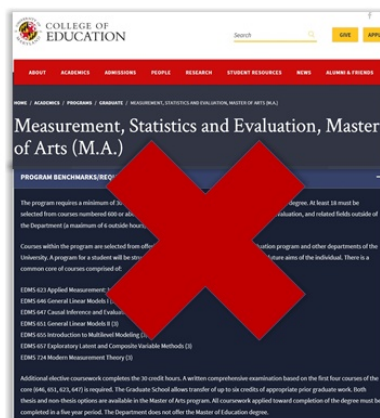 COLLEGE OF
EDUCATION
Search
GIVE
ABOUT ACADEMICS ADMISSIONS PEOPLE RESEARCH STUDENT RESOURCES NEWS ALUMNI & FRIENDS
HOME / ACADEMICS / PROGRAMS / GRADUATE / MEASUREMENT, STATISTICS AND EVALUATION, MASTER OF ARTS (M.A.)
Measurement, Statistics and Evaluation, Master
of Arts (M.A.)
PROGRAM BENCHMARKS/REQ
The program requires a minimum of 30 degree. At least 18 must be
selected from courses numbered 600 or and related fields outside of
the Department (a maximum of 6 outside hours
Courses within the program are selected from program and other departments of the
University. A program for a student will be future aims of the individual. There is a
common core of courses comprised of:
EDMS 623 Applied Measurement:
EDMS 646 General Linear Models I
EDMS 647 Causal Inference and
EDMS 651 General Linear Models II (3)
EDMS 655 Introduction to Multilevel Modeling
EDMS 657 Exploratory Latent and Composite Variable Methods (3)
EDMS 724 Modern Measurement Theory (3)
Additional elective coursework completes the 30-credit hours. A written comprehensive examination based on the first four courses of the
core (646, 651, 623, 647) is required. The Graduate School allows transfer of up to six credits of appropriate prior graduate work. Both
thesis and non-thesis options are available in the Master of Arts program. All coursework applied toward completion of the degree must be
completed in a five year period. The Department does not offer the Master of Education degree.